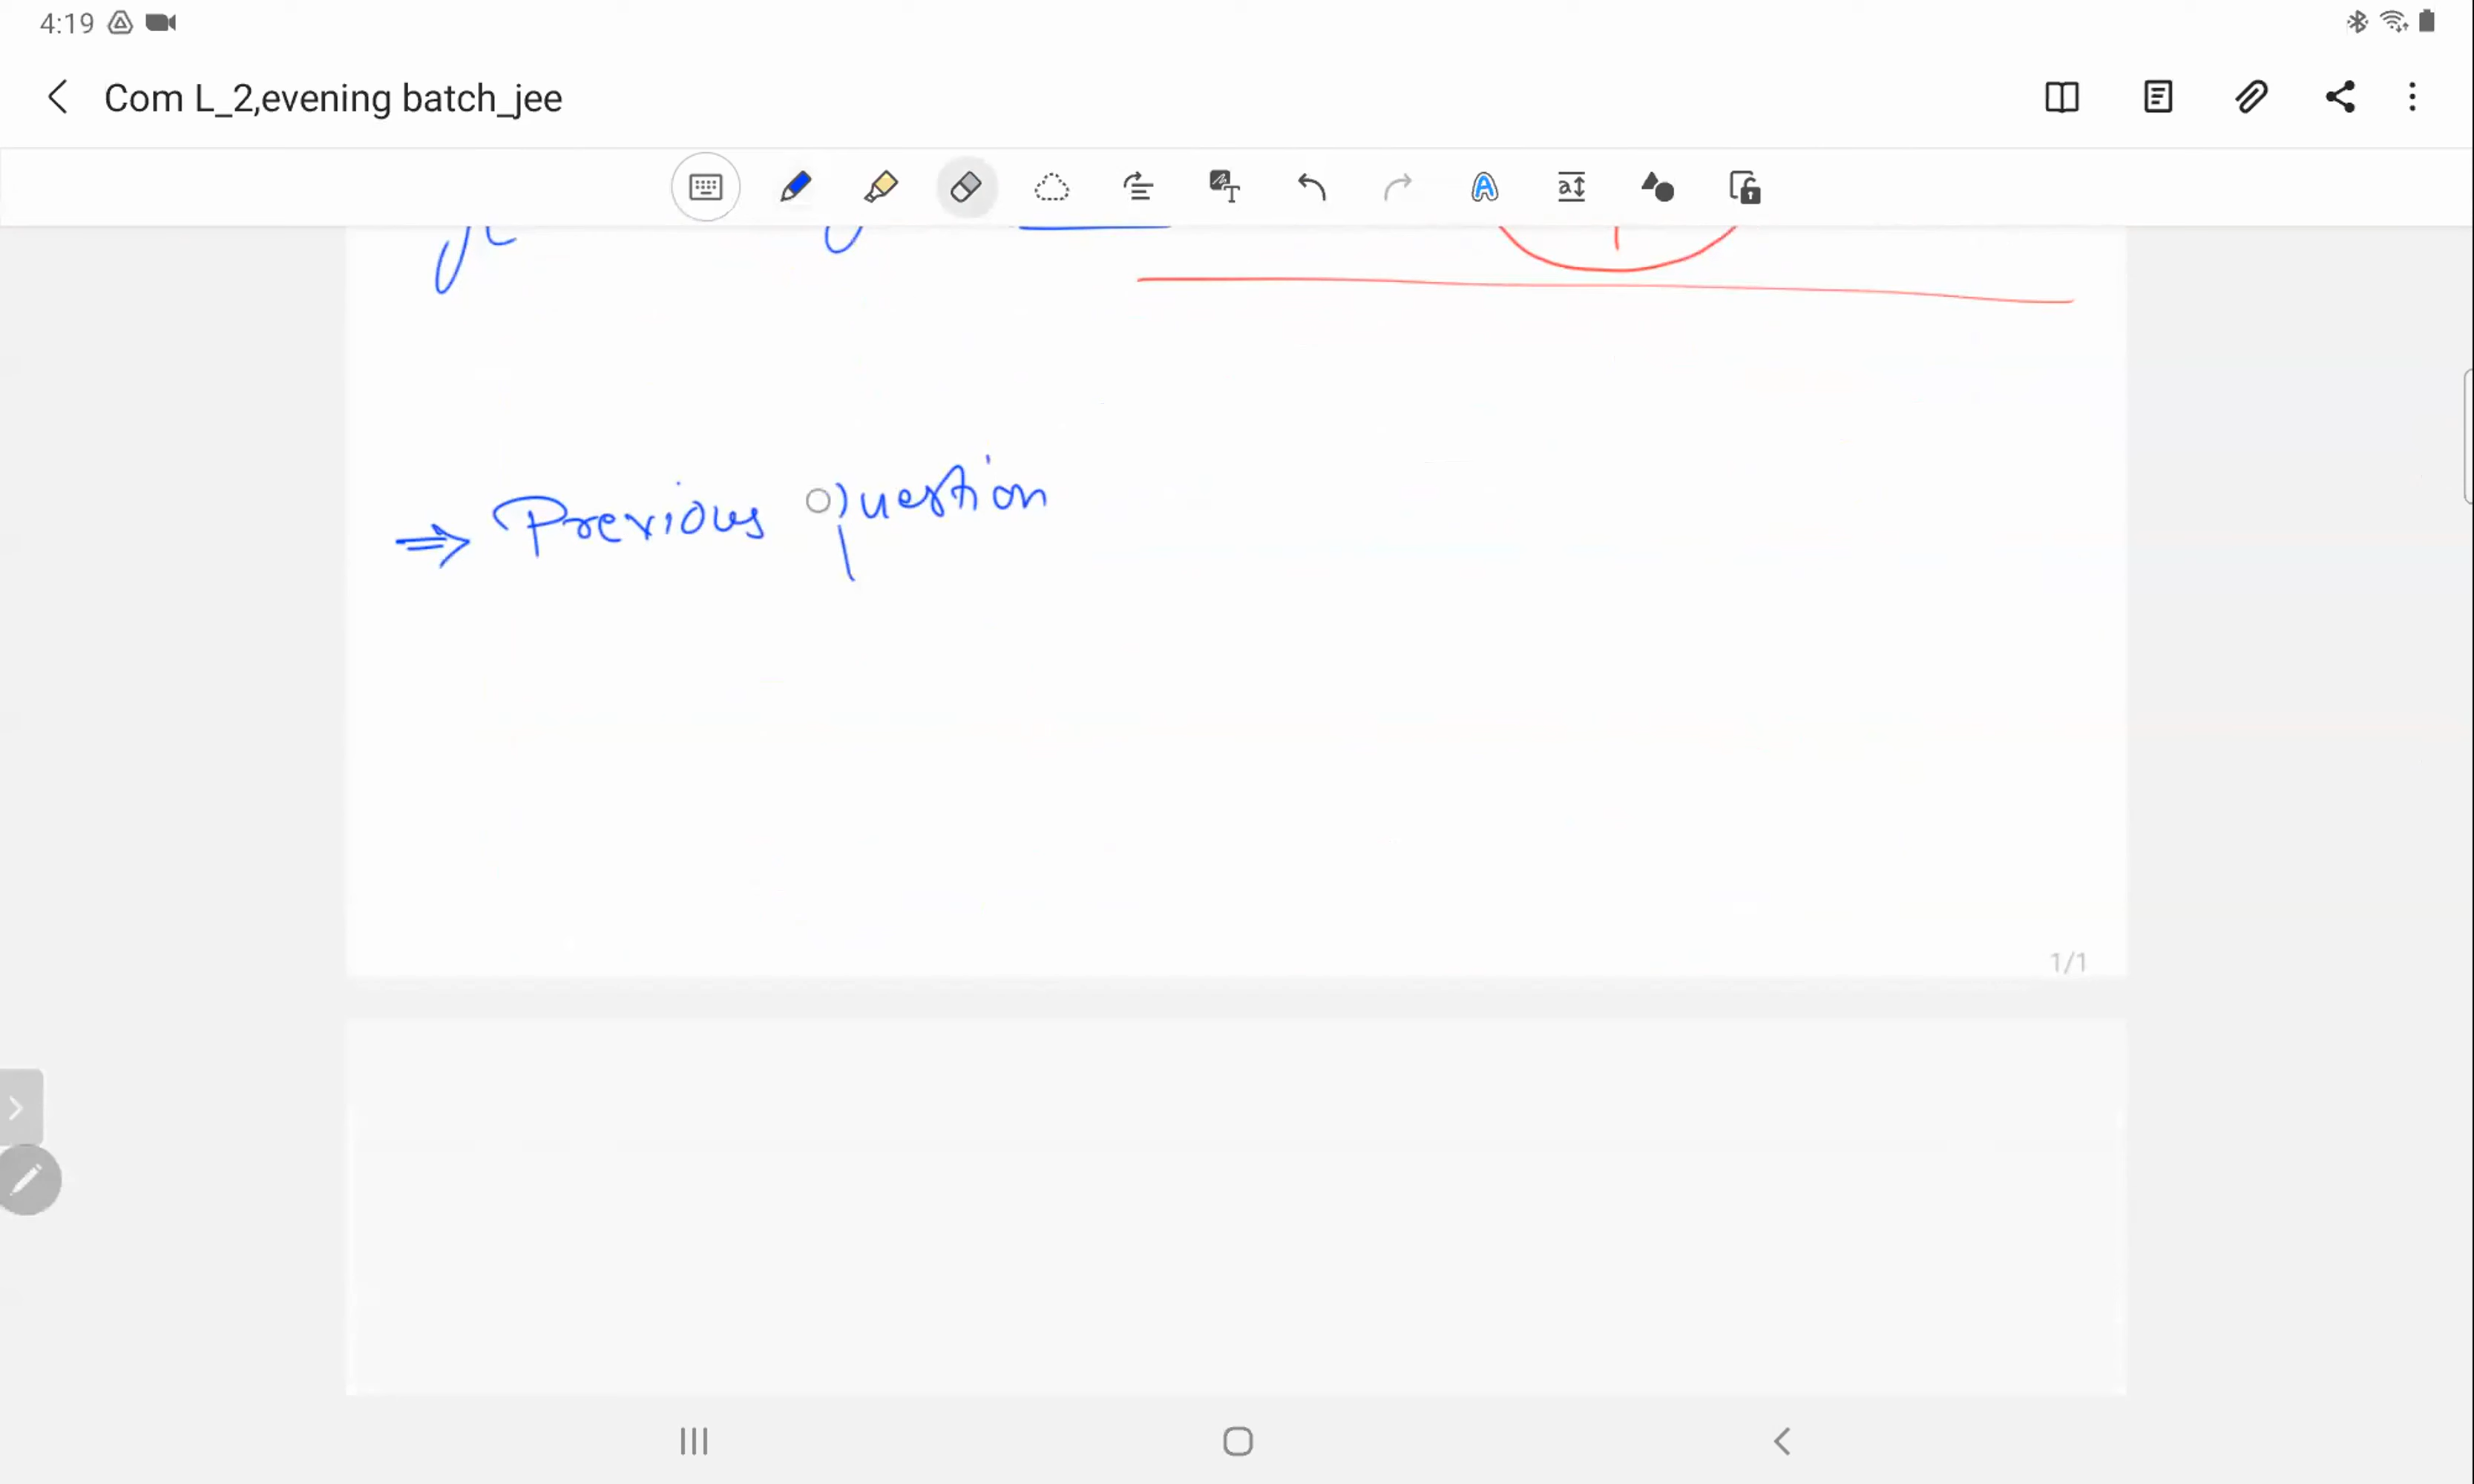 4:19
Com L_2,evening batch_jee
⇒ Previous question
1/1